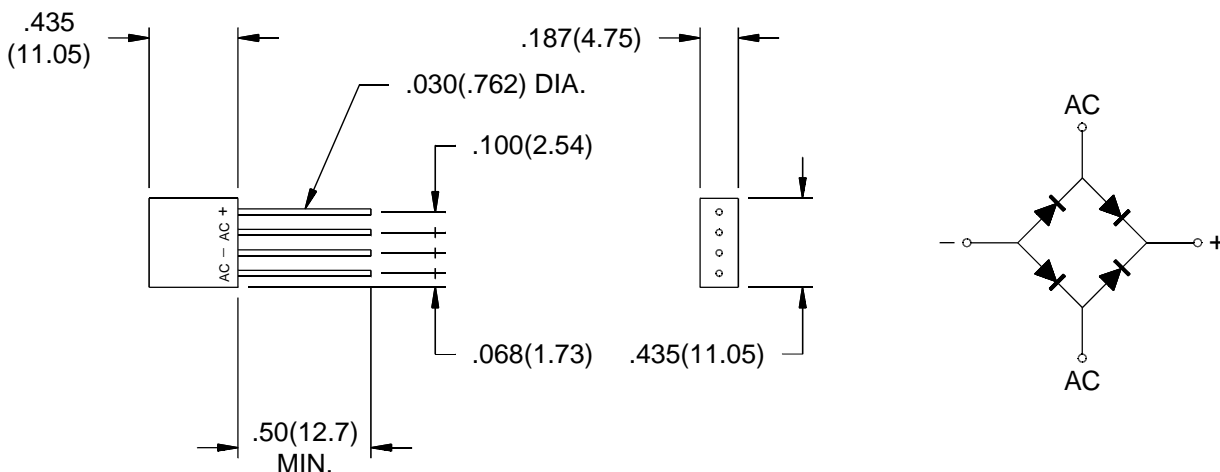 .435
(11.05)
.187(4.75)
.030(.762) DIA.
.100(2.54)
AC − AC +
.068(1.73)
.435(11.05)
.50(12.7)
MIN.
AC
− +
AC